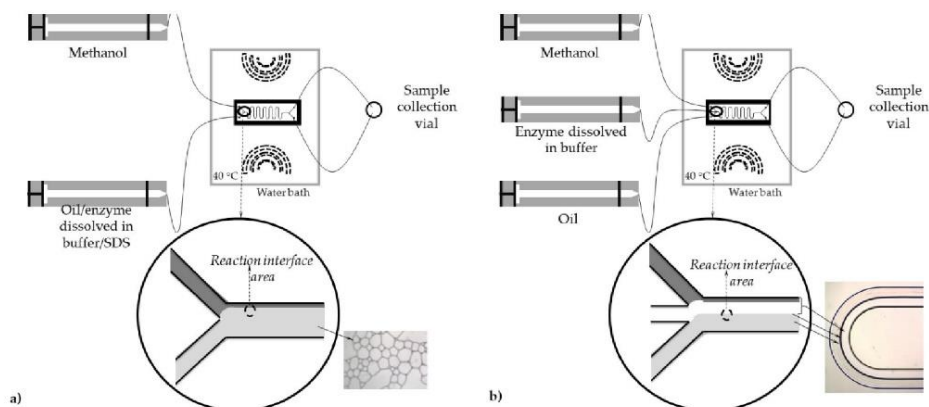 Methanol
Sample
collection
vial
40 °C
Water bath
Oil/enzyme
dissolved in
buffer/SDS
Reaction interface
area
a)
Methanol
Enzyme dissolved
in buffer
Sample
collection
vial
40 °C
Water bath
Oil
Reaction interface
area
b)